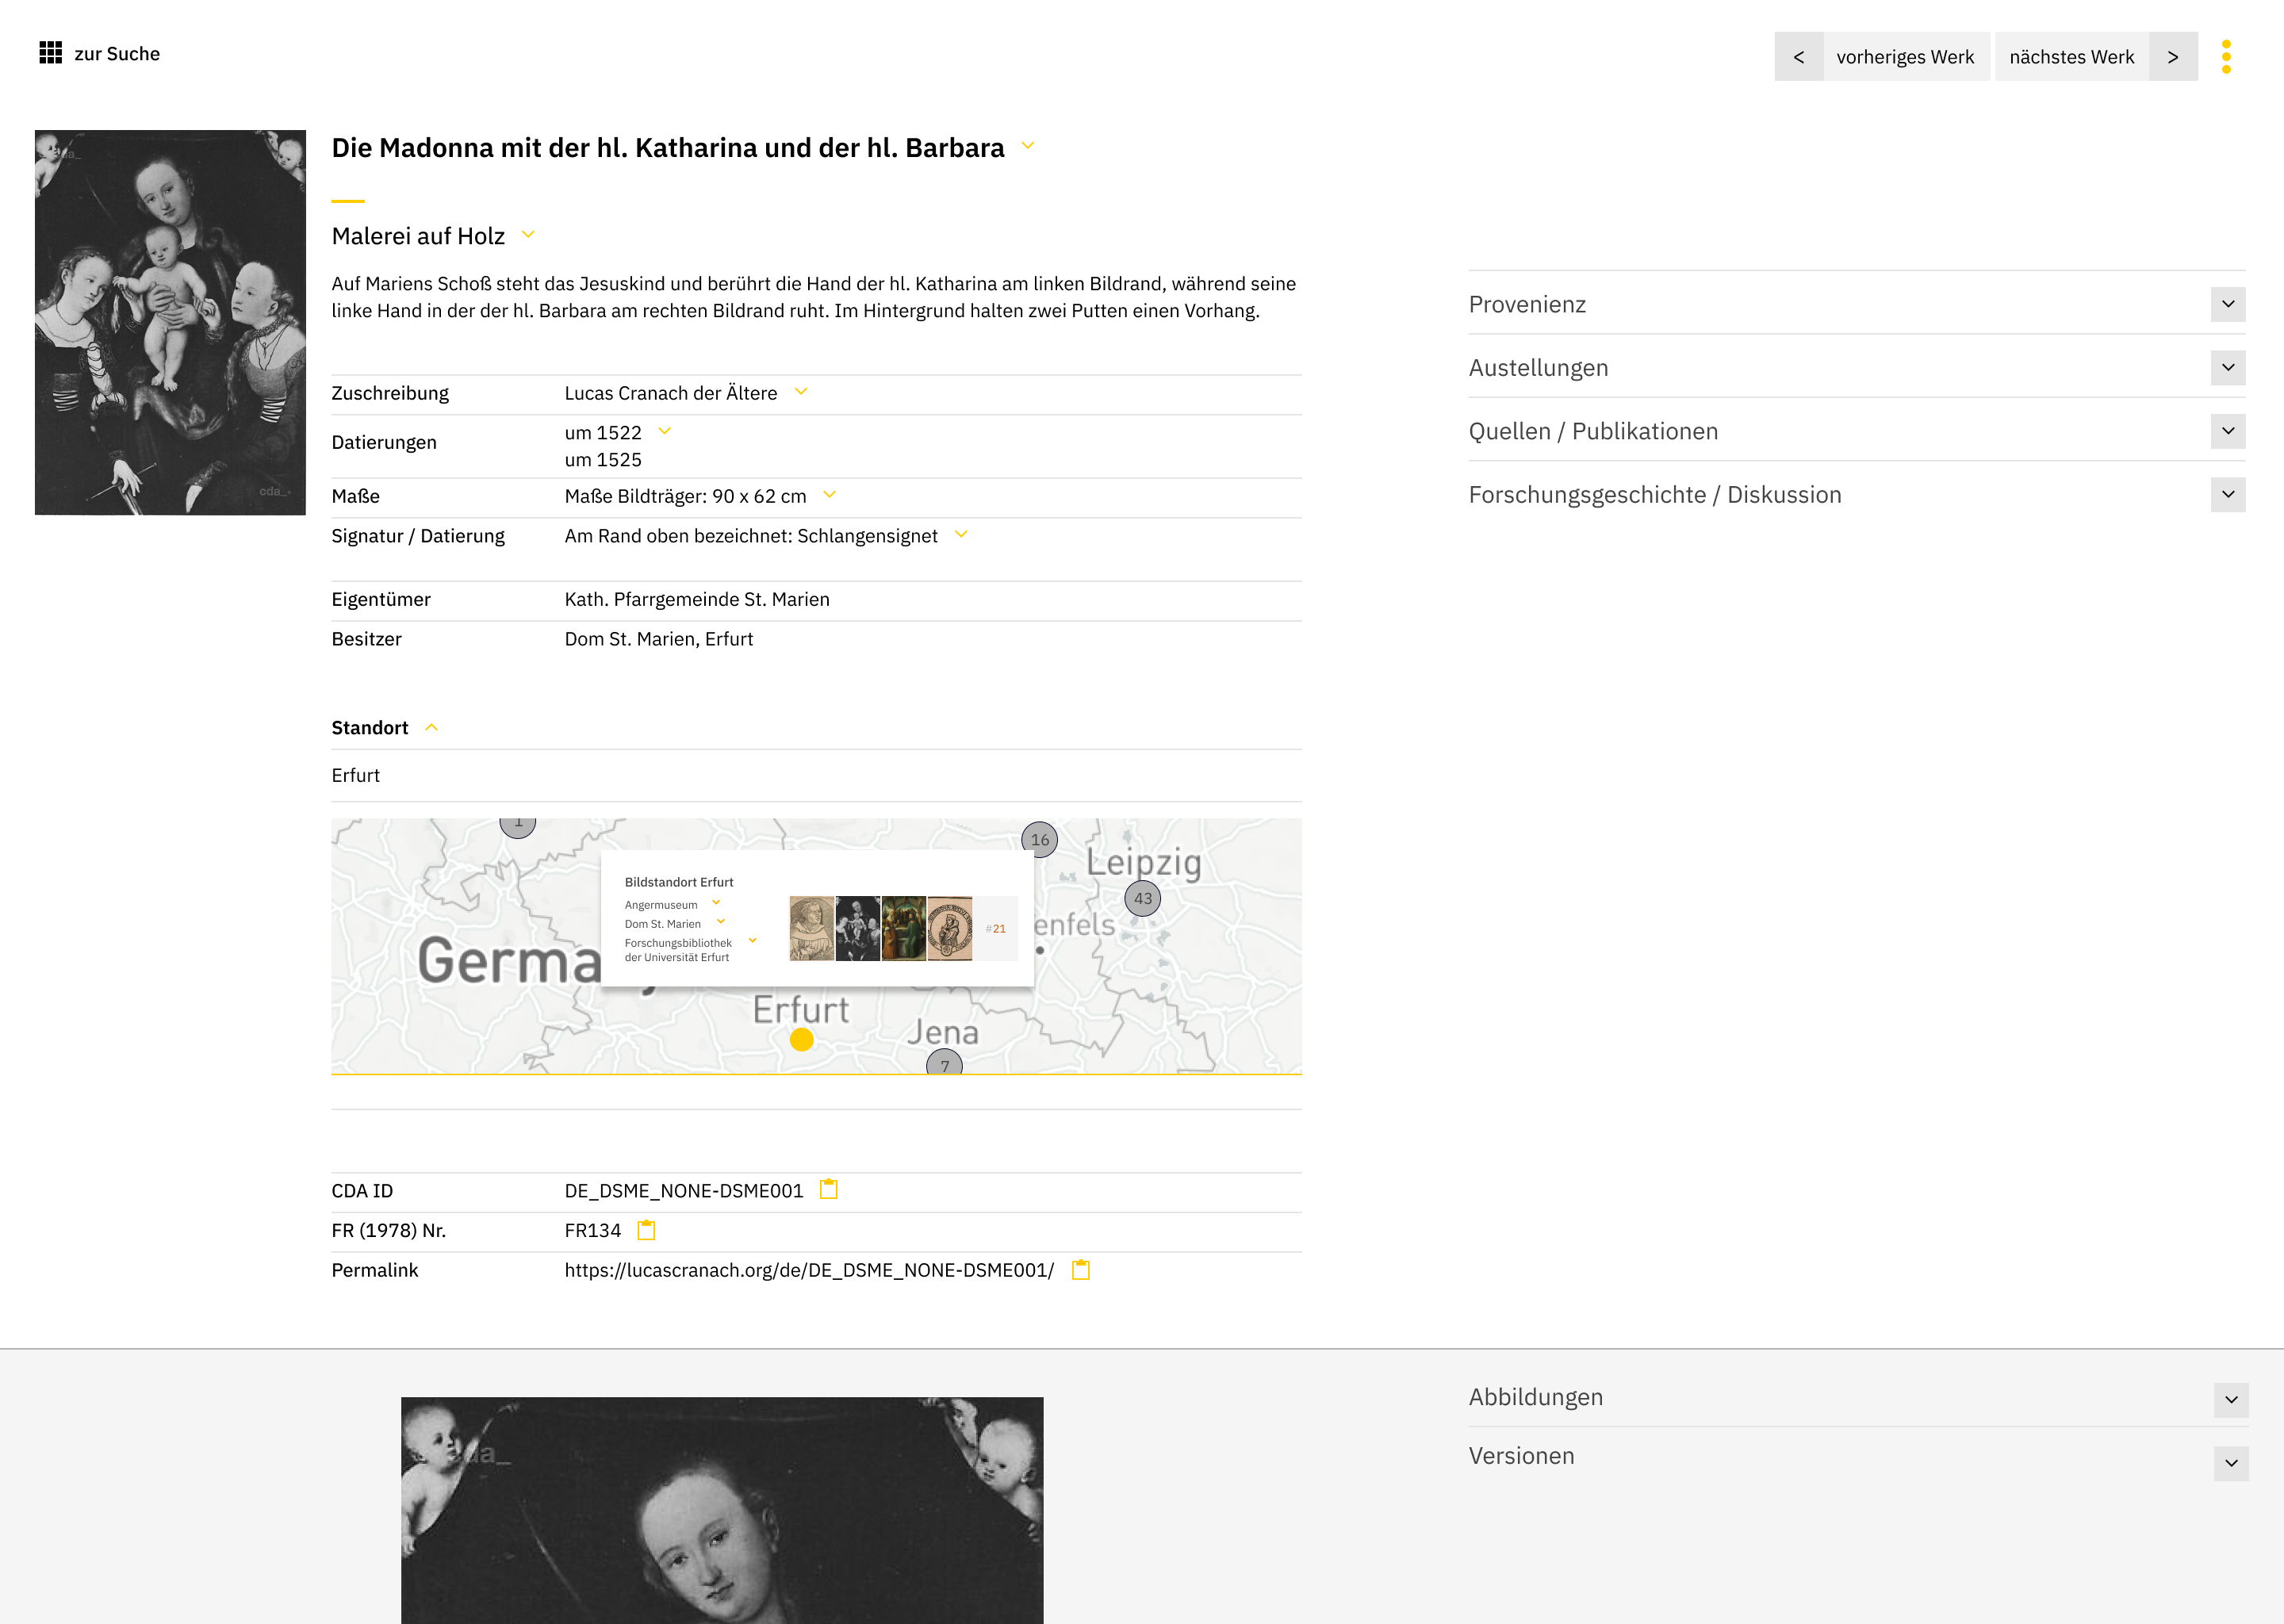 zur Suche
< vorheriges Werk nächstes Werk >
Die Madonna mit der hl. Katharina und der hl. Barbara
Malerei auf Holz
Auf Mariens Schoß steht das Jesuskind und berührt die Hand der hl. Katharina am linken Bildrand, während seine
linke Hand in der der hl. Barbara am rechten Bildrand ruht. Im Hintergrund halten zwei Putten einen Vorhang.
Zuschreibung Lucas Cranach der Ältere
Datierungen um 1522
um 1525
Maße Maße Bildträger: 90 x 62 cm
Signatur / Datierung Am Rand oben bezeichnet: Schlangensignet
Eigentümer Kath. Pfarrgemeinde St. Marien
Besitzer Dom St. Marien, Erfurt
cda_
Provenienz
Austellungen
Quellen / Publikationen
Forschungsgeschichte / Diskussion
Standort
Erfurt
1
16
Leipzig
43
enfels
Germa
Bildstandort Erfurt
Angermuseum
Dom St. Marien
Forschungsbibliothek
der Universität Erfurt
#21
Erfurt
Jena
7
CDA ID DE_DSME_NONE-DSME001
FR (1978) Nr. FR134
Permalink https://lucascranach.org/de/DE_DSME_NONE-DSME001/
da_
Abbildungen
Versionen